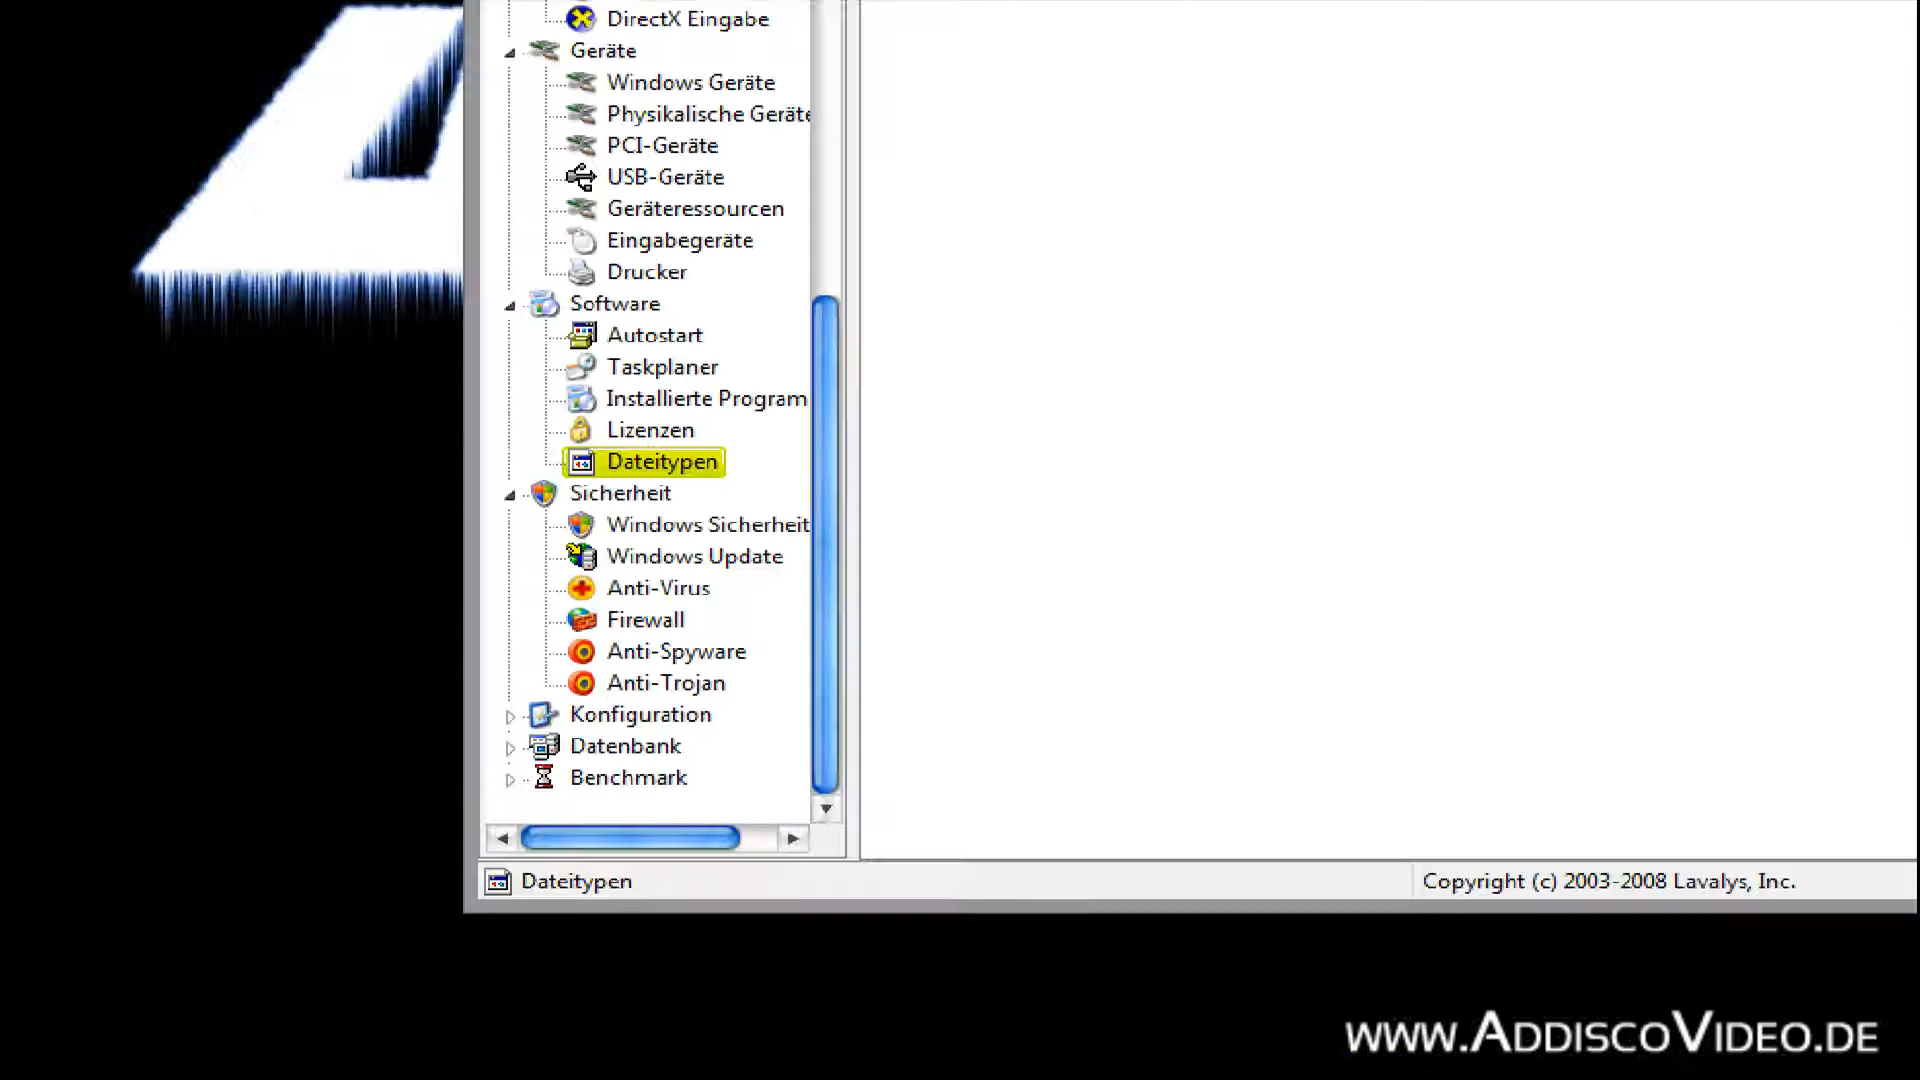 DirectX Eingabe
Geräte
Windows Geräte
Physikalische Geräte
PCI-Geräte
USB-Geräte
Geräteressourcen
Eingabegeräte
Drucker
Software
Autostart
Taskplaner
Installierte Program
Lizenzen
Dateitypen
Sicherheit
Windows Sicherheit
Windows Update
Anti-Virus
Firewall
Anti-Spyware
Anti-Trojan
Konfiguration
Datenbank
Benchmark
Dateitypen
Copyright (c) 2003-2008 Lavalys, Inc.
WWW.ADDISCOVIDEO.DE